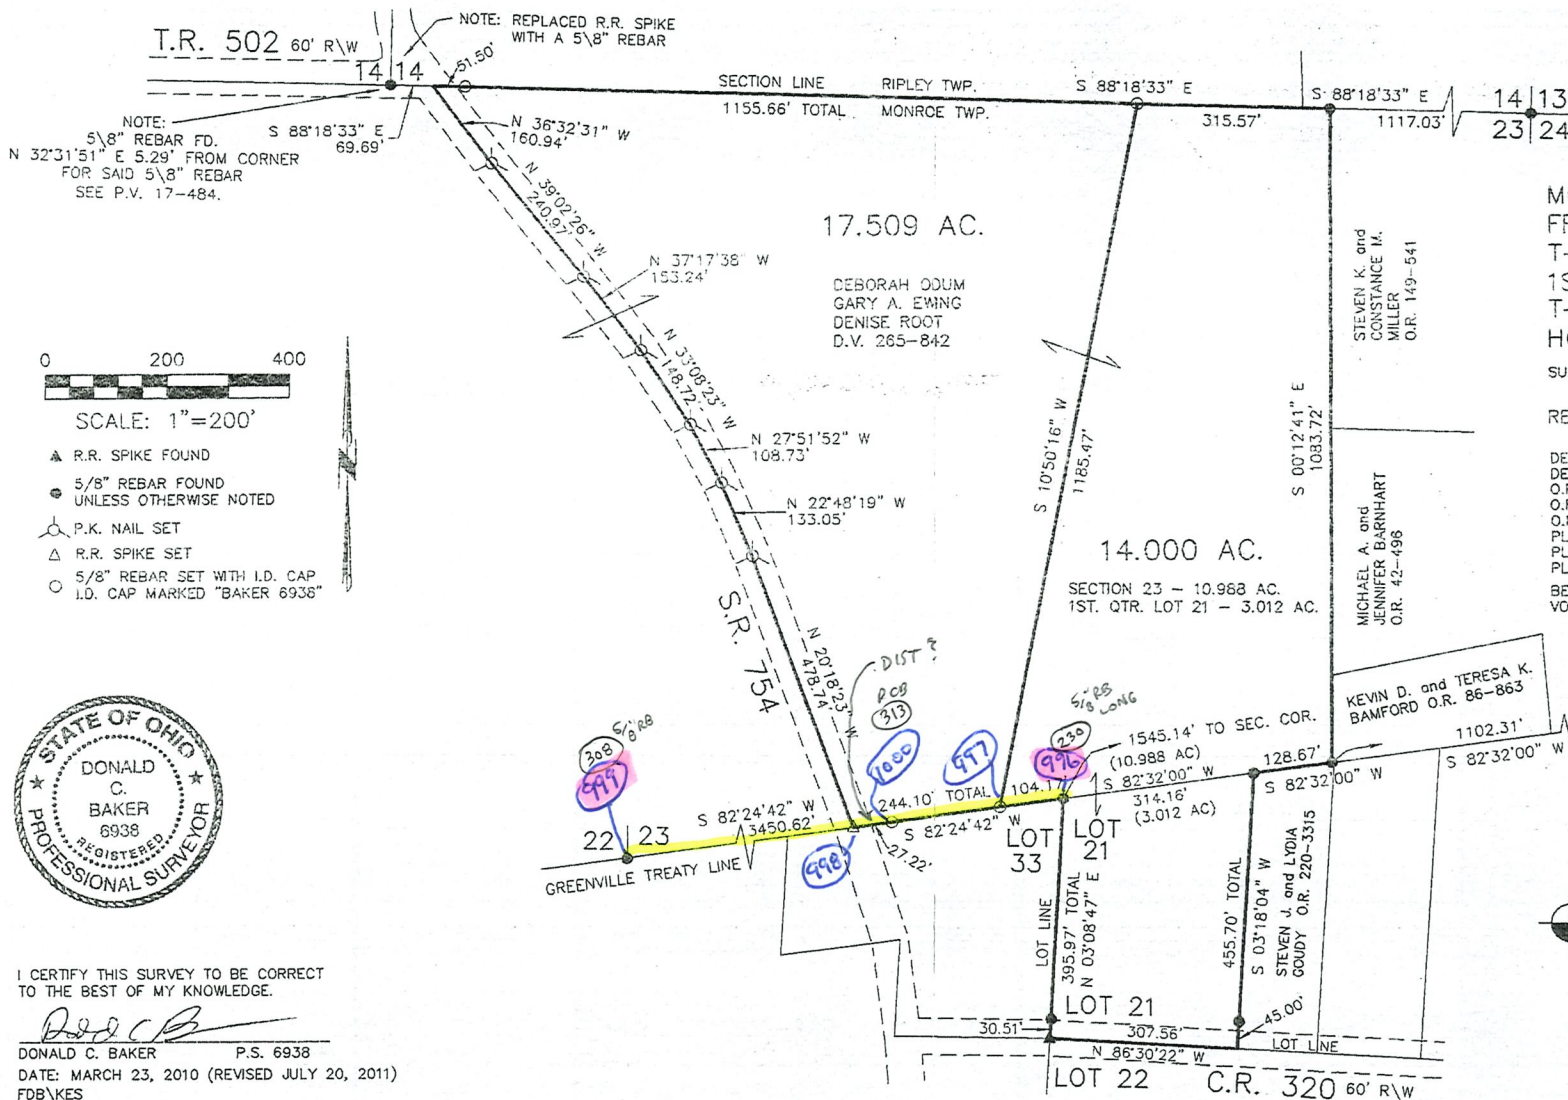 T.R. 502 60' R\W
NOTE: REPLACED R.R. SPIKE
WITH A 5\8" REBAR
14 14
51.50'
SECTION LINE RIPLEY TWP.
1155.66' TOTAL MONROE TWP.
S 88°18'33" E
315.57'
S 88°18'33" E
1117.03'
14 13
23 24
NOTE:
5\8" REBAR FD.
N 32°31'51" E 5.29' FROM CORNER
FOR SAID 5\8" REBAR
SEE P.V. 17-484.
S 88°18'33" E
69.69'
N 36°32'31" W
160.94'
N 39°02'26" W
240.97'
N 37°17'38" W
153.24'
N 33°08'23" W
148.72'
N 27°51'52" W
108.73'
N 22°48'19" W
133.05'
N 20°18'23" W
478.74
S.R. 754
17.509 AC.
DEBORAH ODUM
GARY A. EWING
DENISE ROOT
D.V. 265-842
S 10°50'16" W
1185.47'
S 00°12'41" E
1083.72'
STEVEN K. and
CONSTANCE M.
MILLER
O.R. 149-541
MICHAEL A. and
JENNIFER BARNHART
O.R. 42-496
14.000 AC.
SECTION 23 - 10.988 AC.
1ST. QTR. LOT 21 - 3.012 AC.
M
T-
1S
T-
SU
RE
DE
DE
PL
PL
PL
BE
VO
0 200 400
SCALE: 1"=200'
R.R. SPIKE FOUND
5/8" REBAR FOUND
UNLESS OTHERWISE NOTED
P.K. NAIL SET
R.R. SPIKE SET
5/8" REBAR SET WITH I.D. CAP
I.D. CAP MARKED "BAKER 6938"
N
STATE OF OHIO
DONALD
C.
BAKER
6938
REGISTERED
PROFESSIONAL SURVEYOR
DIST ?
313
1000
997
5/8" RB
LONG
230
996
308
5/8 RB
999
998
KEVIN D. and TERESA K.
BAMFORD O.R. 86-863
1545.14' TO SEC. COR.
(10.988 AC)
S 82°32'00" W
314.16'
(3.012 AC)
128.67'
S 82°32'00" W
1102.31'
S 82°32'00" W
S 82°24'42" W
3450.62'
244.10' TOTAL
104.17'
S 82°24'42" W
27.22'
22 23
GREENVILLE TREATY LINE
LOT
33
LOT
21
LOT LINE
395.97' TOTAL
N 03°08'47" E
455.70' TOTAL
S 03°18'04" W
STEVEN J. and LYDIA
GOUDY O.R. 220-3315
LOT 21
30.51'
307.56'
45.00'
N 86°30'22" W
LOT LINE
LOT 22
C.R. 320 60' R\W
I CERTIFY THIS SURVEY TO BE CORRECT
TO THE BEST OF MY KNOWLEDGE.
DONALD C. BAKER P.S. 6938
DATE: MARCH 23, 2010 (REVISED JULY 20, 2011)
FDB\KES